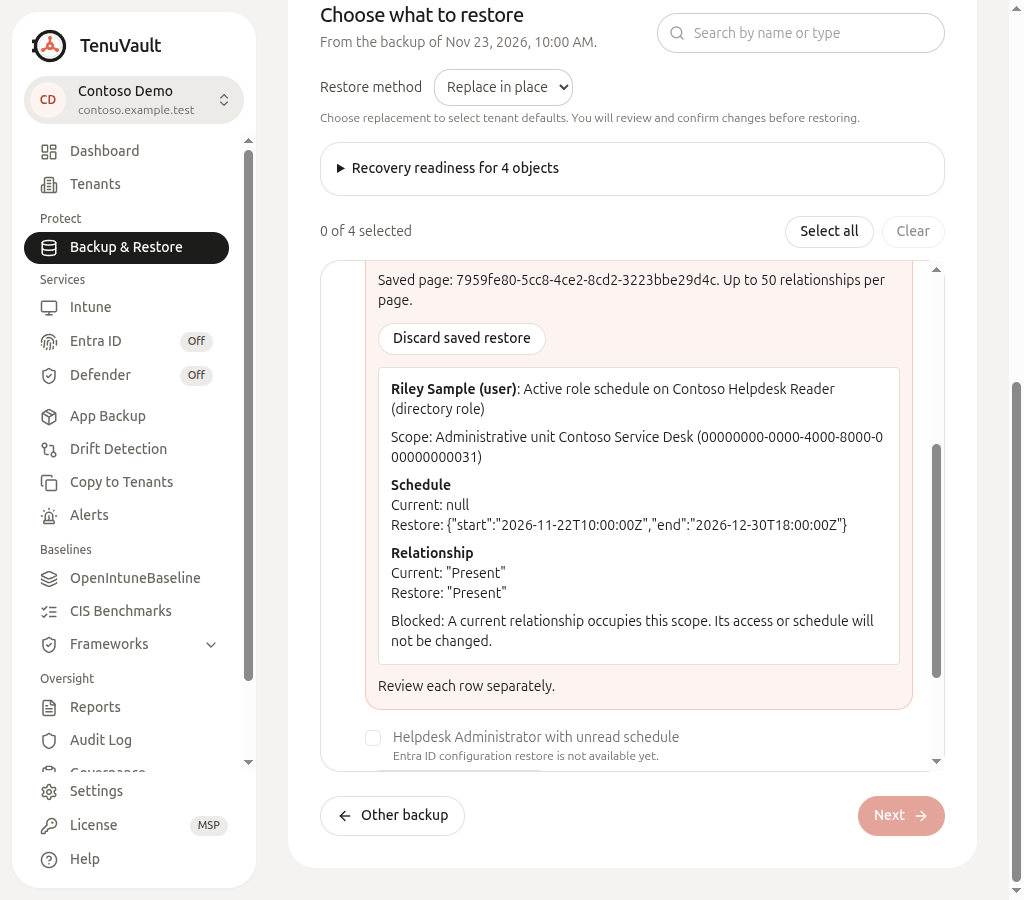 TenuVault
CD
Contoso Demo
contoso.example.test
Dashboard
Tenants
Protect
Backup & Restore
Services
Intune
Entra ID
Off
Defender
Off
App Backup
Drift Detection
Copy to Tenants
Alerts
Baselines
OpenIntuneBaseline
CIS Benchmarks
Frameworks
Oversight
Reports
Audit Log
Governance
Settings
License
MSP
Help
Choose what to restore
From the backup of Nov 23, 2026, 10:00 AM.
Search by name or type
Restore method
Replace in place
Choose replacement to select tenant defaults. You will review and confirm changes before restoring.
Recovery readiness for 4 objects
0 of 4 selected
Select all
Clear
Saved page: 7959fe80-5cc8-4ce2-8cd2-3223bbe29d4c. Up to 50 relationships per
page.
Discard saved restore
Riley Sample (user): Active role schedule on Contoso Helpdesk Reader
(directory role)
Scope: Administrative unit Contoso Service Desk (00000000-0000-4000-8000-0
00000000031)
Schedule
Current: null
Restore: {"start":"2026-11-22T10:00:00Z","end":"2026-12-30T18:00:00Z"}
Relationship
Current: "Present"
Restore: "Present"
Blocked: A current relationship occupies this scope. Its access or schedule will
not be changed.
Review each row separately.
Helpdesk Administrator with unread schedule
Entra ID configuration restore is not available yet.
Other backup
Next